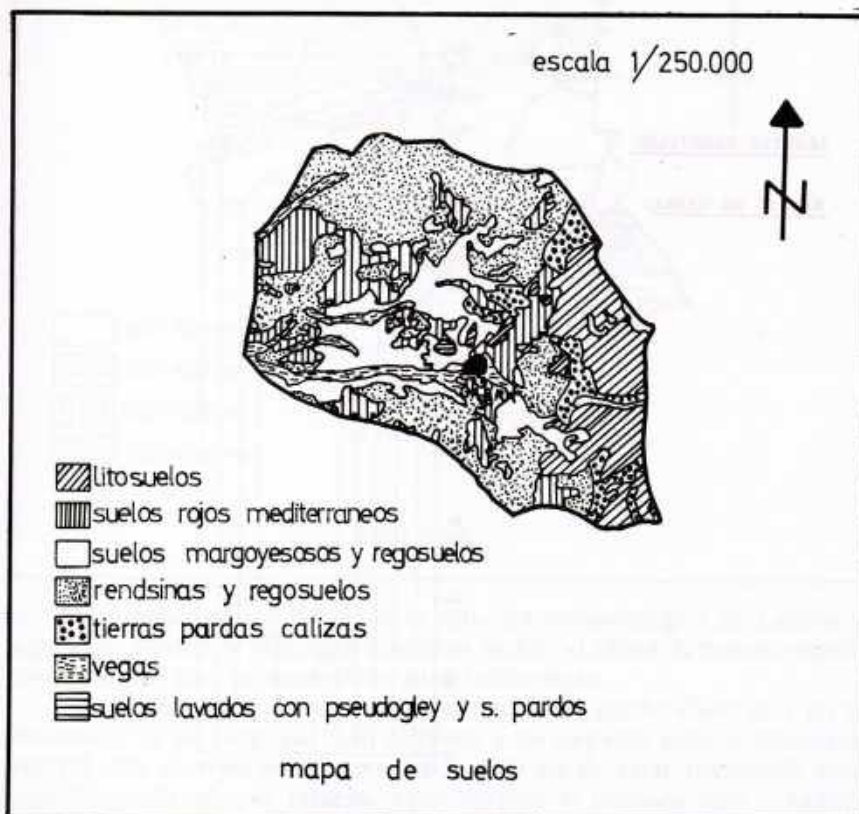 escala 1/250.000
N
litosuelos
suelos rojos mediterraneos
suelos margoyesosos y regosuelos
rendsinas y regosuelos
tierras pardas calizas
vegas
suelos lavados con pseudogley y s. pardos
mapa de suelos